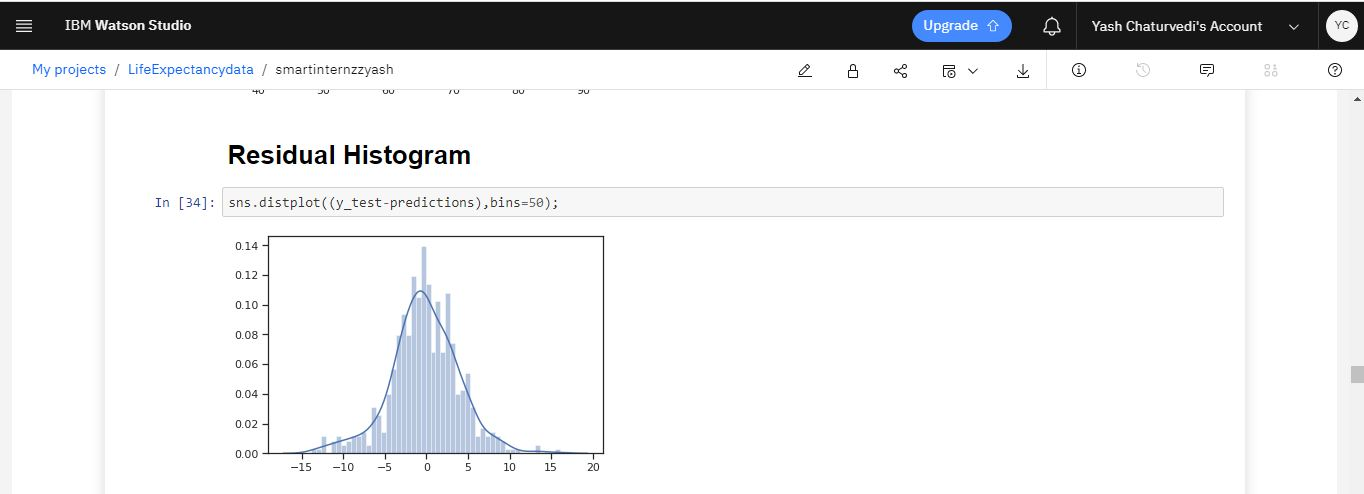 IBM Watson Studio
Upgrade
Yash Chaturvedi's Account
YC
My projects / LifeExpectancydata / smartinternzzyash
40 50 60 70 80 90
Residual Histogram
In [34]: sns.distplot((y_test-predictions),bins=50);
0.14
0.12
0.10
0.08
0.06
0.04
0.02
0.00
−15 −10 −5 0 5 10 15 20